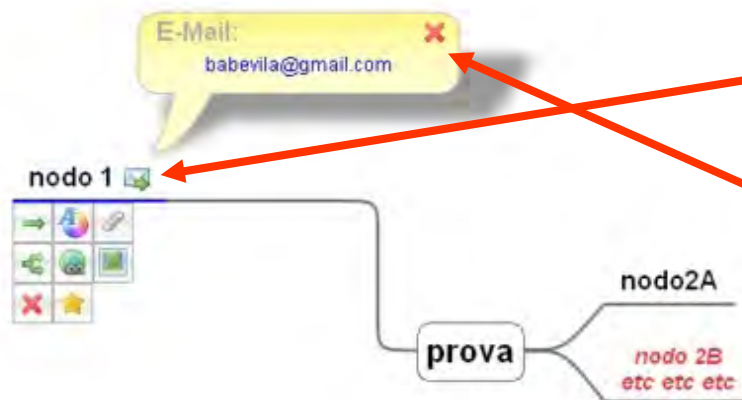 E-Mail:
babevila@gmail.com
nodo 1
nodo2A
prova
nodo 2B
etc etc etc